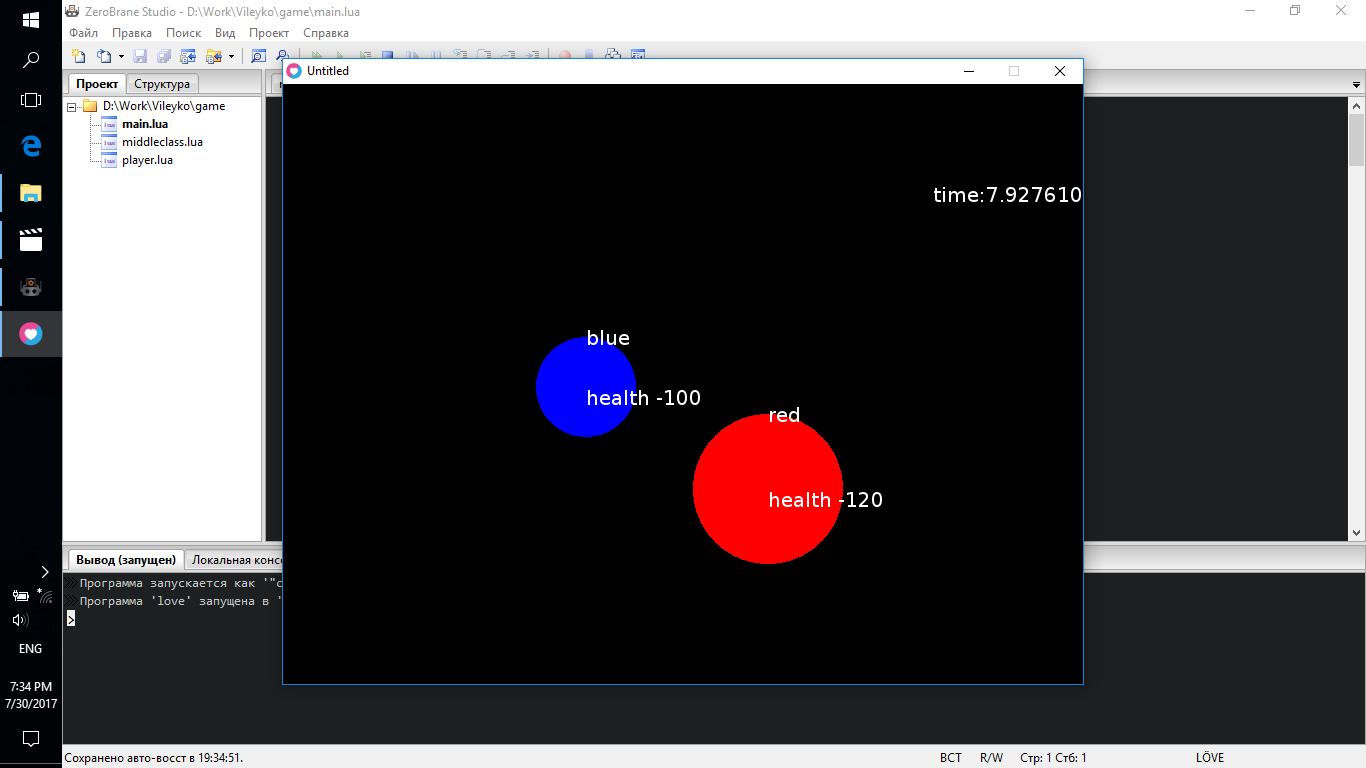 ZeroBrane Studio - D:\Work\Vileyko\game\main.lua
Файл Правка Поиск Вид Проект Справка
Проект Структура
D:\Work\Vileyko\game
main.lua
middleclass.lua
player.lua
Untitled
time:7.927610
blue
health -100
red
health -120
Вывод (запущен) Локальная
Программа запускается как
Программа 'love' запущена в
>
ENG
7:34 PM
7/30/2017
Сохранено авто-восст в 19:34:51.
ВСТ R/W Стр: 1 Стб: 1 LÖVE